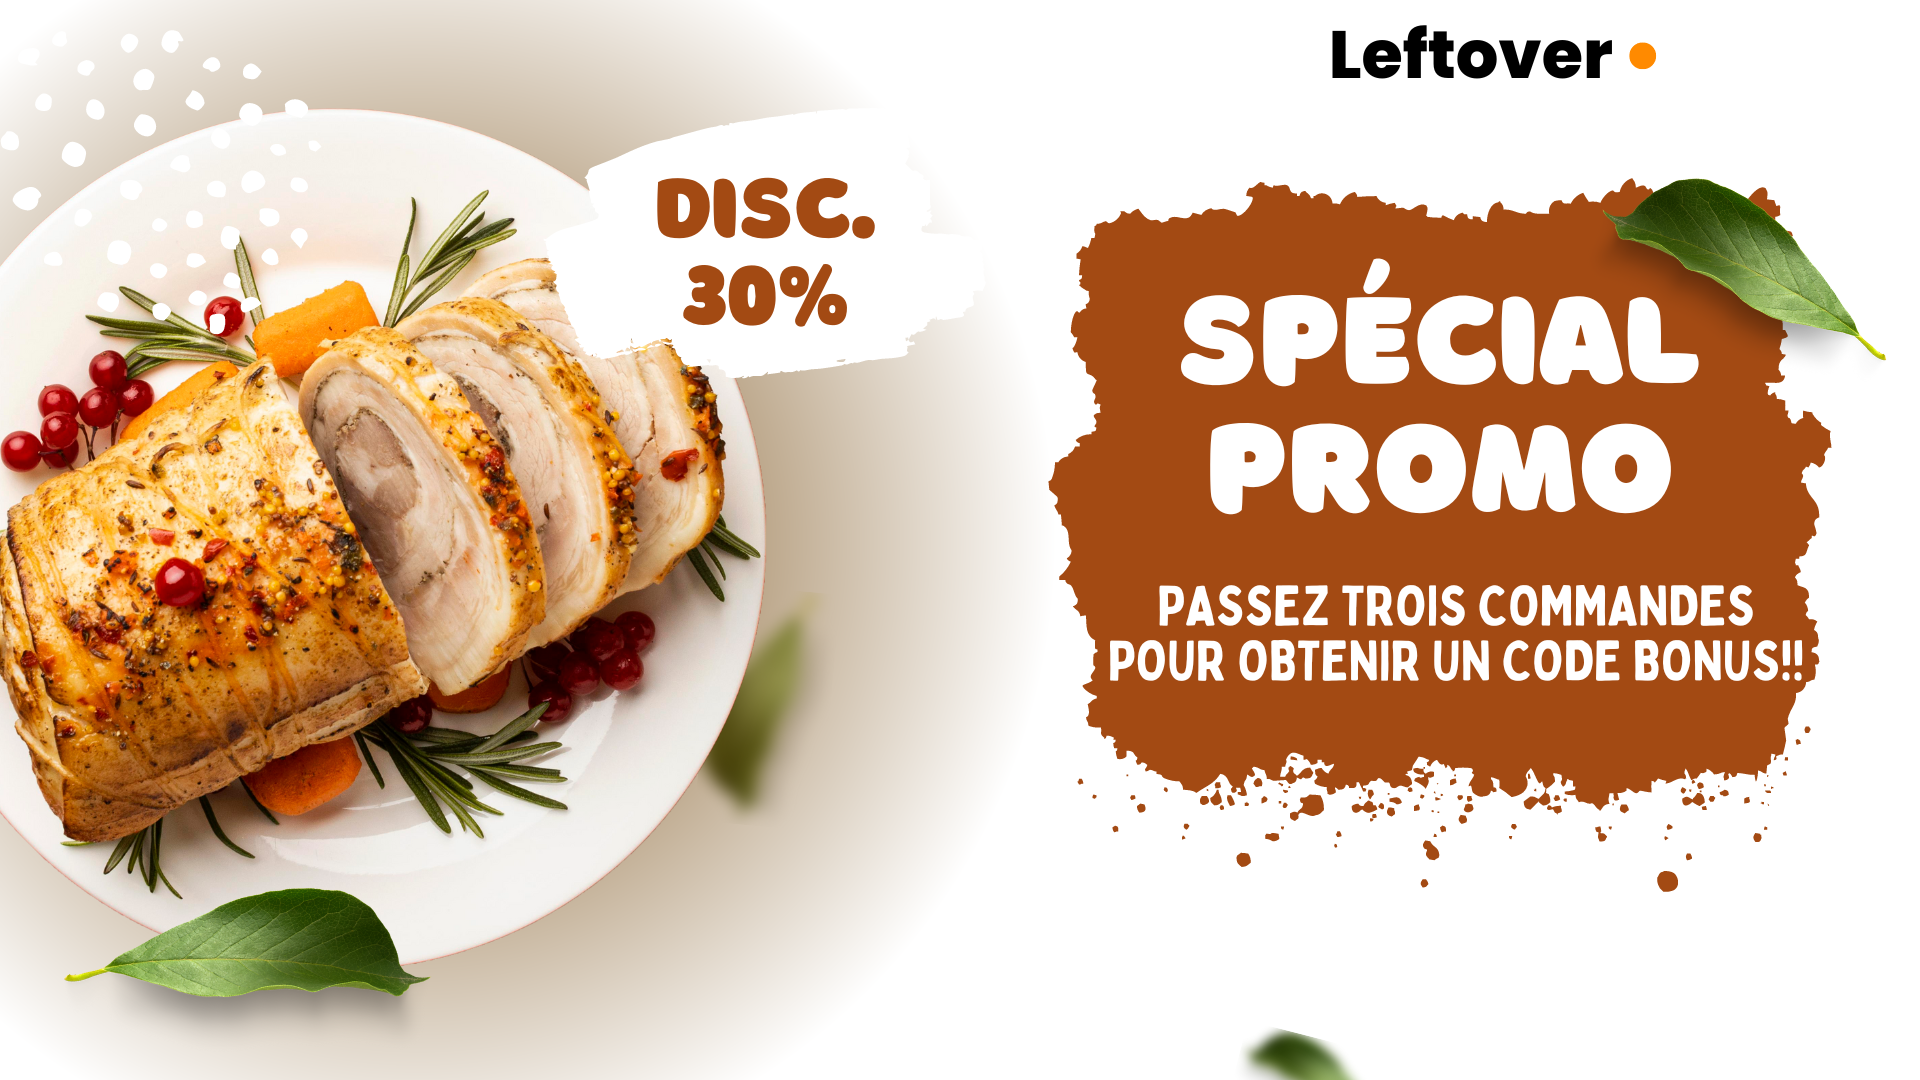 Leftover
DISC.
30%
SPÉCIAL
PROMO
PASSEZ TROIS COMMANDES
POUR OBTENIR UN CODE BONUS!!